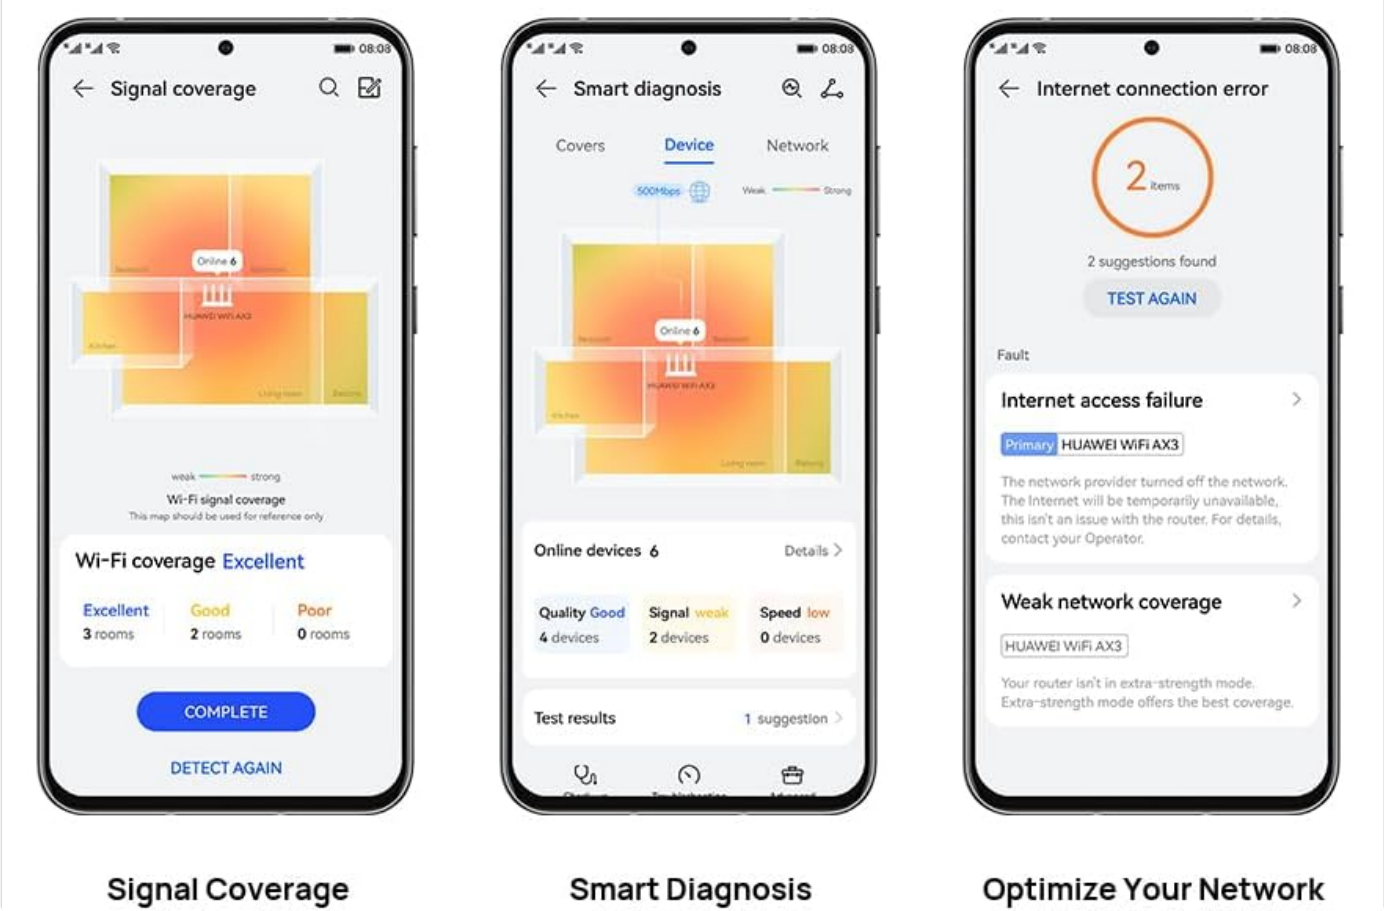 08:08
Signal coverage
Online 6
HUAWEI WiFi AX3
Kitchen
Living room
weak strong
Wi-Fi signal coverage
This map should be used for reference only
Wi-Fi coverage Excellent
Excellent Good Poor
3 rooms 2 rooms 0 rooms
COMPLETE
DETECT AGAIN
Signal Coverage
08:08
Smart diagnosis
Covers Device Network
500Mbps Weak Strong
Online 6
HUAWEI WiFi AX3
Kitchen
Living room
Online devices 6 Details
Quality Good Signal weak Speed low
4 devices 2 devices 0 devices
Test results 1 suggestion
Smart Diagnosis
08:08
Internet connection error
2 items
2 suggestions found
TEST AGAIN
Fault
Internet access failure
Primary HUAWEI WiFi AX3
The network provider turned off the network.
The Internet will be temporarily unavailable,
this isn't an issue with the router. For details,
contact your Operator.
Weak network coverage
HUAWEI WiFi AX3
Your router isn't in extra-strength mode.
Extra-strength mode offers the best coverage.
Optimize Your Network